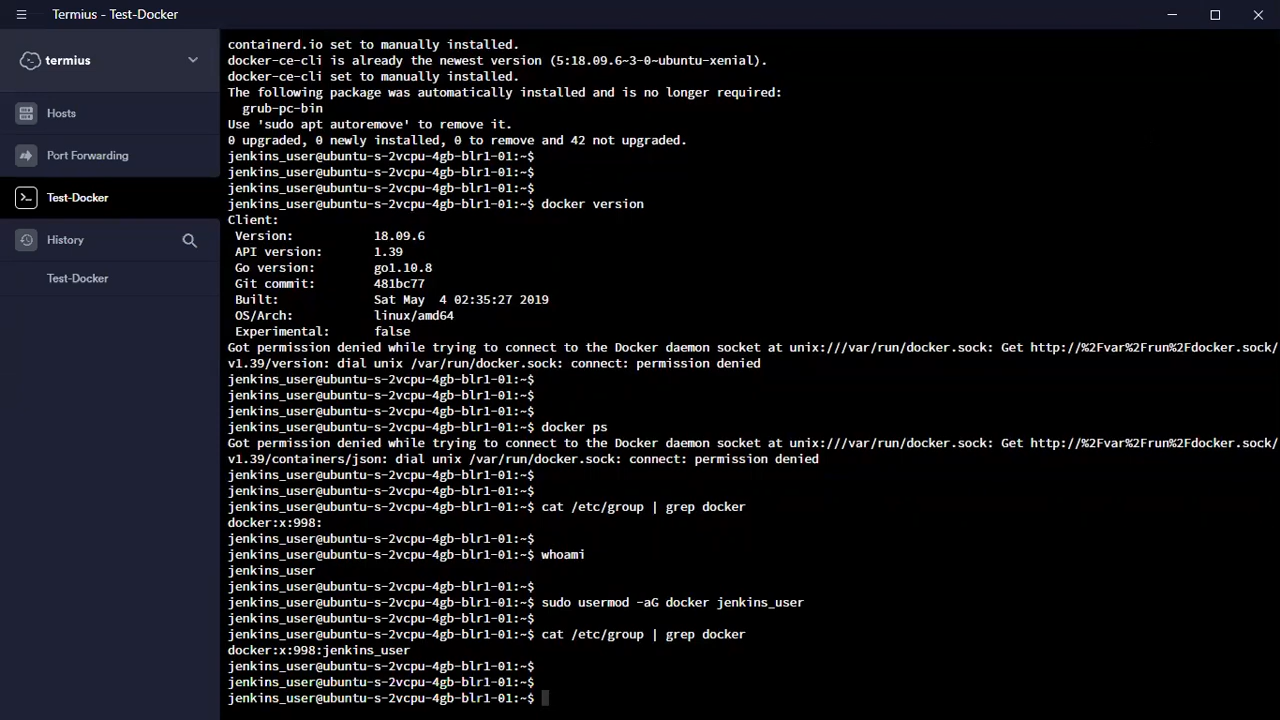 Termius - Test-Docker
termius
Hosts
Port Forwarding
Test-Docker
History
Test-Docker
containerd.io set to manually installed.
docker-ce-cli is already the newest version (5:18.09.6~3-0~ubuntu-xenial).
docker-ce-cli set to manually installed.
The following package was automatically installed and is no longer required:
  grub-pc-bin
Use 'sudo apt autoremove' to remove it.
0 upgraded, 0 newly installed, 0 to remove and 42 not upgraded.
jenkins_user@ubuntu-s-2vcpu-4gb-blr1-01:~$
jenkins_user@ubuntu-s-2vcpu-4gb-blr1-01:~$
jenkins_user@ubuntu-s-2vcpu-4gb-blr1-01:~$
jenkins_user@ubuntu-s-2vcpu-4gb-blr1-01:~$ docker version
Client:
 Version:           18.09.6
 API version:       1.39
 Go version:        go1.10.8
 Git commit:        481bc77
 Built:             Sat May  4 02:35:27 2019
 OS/Arch:           linux/amd64
 Experimental:      false
Got permission denied while trying to connect to the Docker daemon socket at unix:///var/run/docker.sock: Get http://%2Fvar%2Frun%2Fdocker.sock/
v1.39/version: dial unix /var/run/docker.sock: connect: permission denied
jenkins_user@ubuntu-s-2vcpu-4gb-blr1-01:~$
jenkins_user@ubuntu-s-2vcpu-4gb-blr1-01:~$
jenkins_user@ubuntu-s-2vcpu-4gb-blr1-01:~$
jenkins_user@ubuntu-s-2vcpu-4gb-blr1-01:~$ docker ps
Got permission denied while trying to connect to the Docker daemon socket at unix:///var/run/docker.sock: Get http://%2Fvar%2Frun%2Fdocker.sock/
v1.39/containers/json: dial unix /var/run/docker.sock: connect: permission denied
jenkins_user@ubuntu-s-2vcpu-4gb-blr1-01:~$
jenkins_user@ubuntu-s-2vcpu-4gb-blr1-01:~$
jenkins_user@ubuntu-s-2vcpu-4gb-blr1-01:~$ cat /etc/group | grep docker
docker:x:998:
jenkins_user@ubuntu-s-2vcpu-4gb-blr1-01:~$
jenkins_user@ubuntu-s-2vcpu-4gb-blr1-01:~$ whoami
jenkins_user
jenkins_user@ubuntu-s-2vcpu-4gb-blr1-01:~$
jenkins_user@ubuntu-s-2vcpu-4gb-blr1-01:~$ sudo usermod -aG docker jenkins_user
jenkins_user@ubuntu-s-2vcpu-4gb-blr1-01:~$
jenkins_user@ubuntu-s-2vcpu-4gb-blr1-01:~$ cat /etc/group | grep docker
docker:x:998:jenkins_user
jenkins_user@ubuntu-s-2vcpu-4gb-blr1-01:~$
jenkins_user@ubuntu-s-2vcpu-4gb-blr1-01:~$
jenkins_user@ubuntu-s-2vcpu-4gb-blr1-01:~$